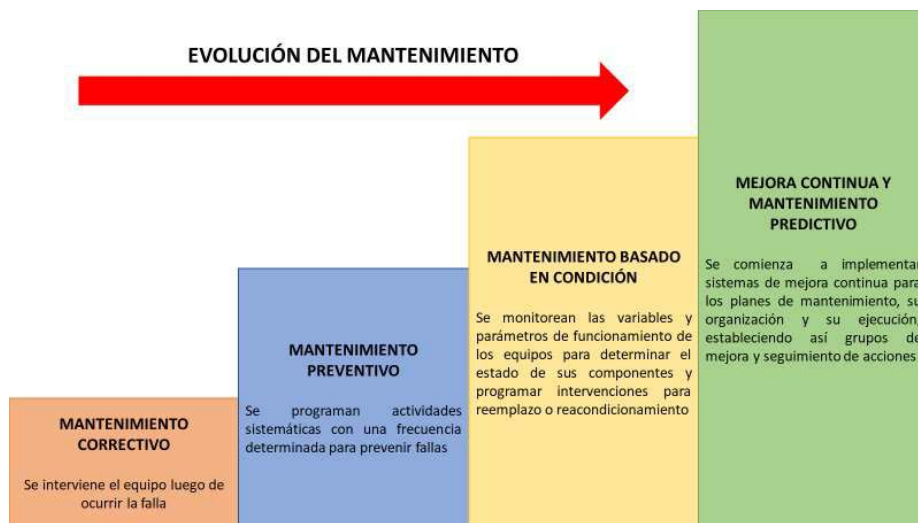 EVOLUCIÓN DEL MANTENIMIENTO
MANTENIMIENTO
CORRECTIVO
Se interviene el equipo luego de
ocurrir la falla
MANTENIMIENTO
PREVENTIVO
Se programan actividades
sistemáticas con una frecuencia
determinada para prevenir fallas
MANTENIMIENTO BASADO
EN CONDICIÓN
Se monitorean las variables y
parámetros de funcionamiento de
los equipos para determinar el
estado de sus componentes y
programar intervenciones para
reemplazo o reacondicionamiento
MEJORA CONTINUA Y
MANTENIMIENTO
PREDICTIVO
Se comienza a implementar
sistemas de mejora continua para
los planes de mantenimiento, su
organización y su ejecución,
estableciendo así grupos de
mejora y seguimiento de acciones